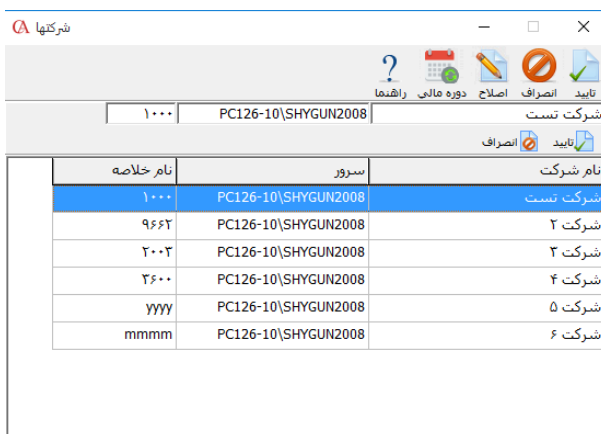 شرکتها
تایید انصراف اصلاح دوره مالی راهنما
شرکت تست PC126-10\SHYGUN2008 ۱۰۰۰
تایید انصراف
نام شرکت سرور نام خلاصه
شرکت تست PC126-10\SHYGUN2008 ۱۰۰۰
شرکت ۲ PC126-10\SHYGUN2008 ۹۶۶۲
شرکت ۳ PC126-10\SHYGUN2008 ۲۰۰۳
شرکت ۴ PC126-10\SHYGUN2008 ۳۶۰۰
شرکت ۵ PC126-10\SHYGUN2008 yyyy
شرکت ۶ PC126-10\SHYGUN2008 mmmm